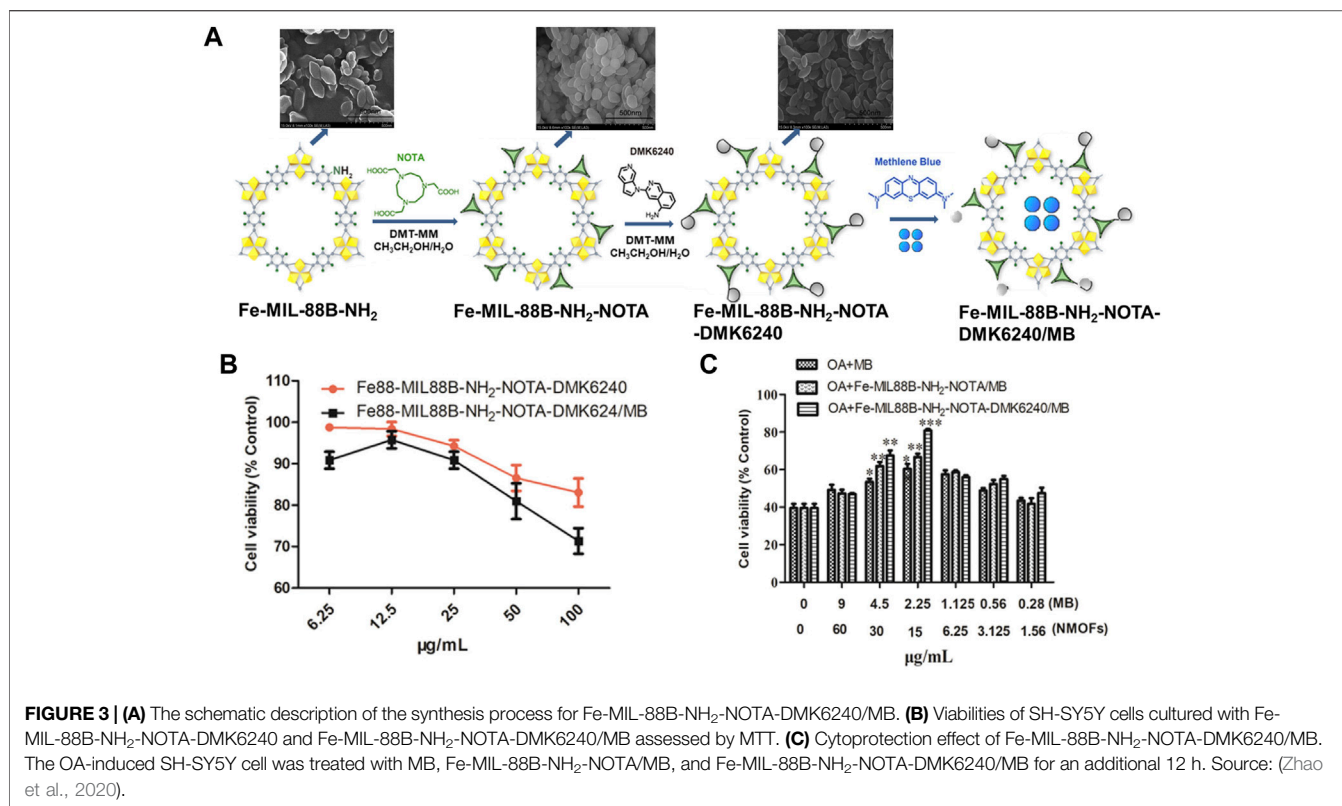 A
500nm
500nm
500nm
NH2
NOTA
HOOC
COOH
HOOC
DMT-MM
CH3CH2OH/H2O
DMK6240
N
N
N
H2N
DMT-MM
CH3CH2OH/H2O
Methlene Blue
N
N
S
N
Fe-MIL-88B-NH2
Fe-MIL-88B-NH2-NOTA
Fe-MIL-88B-NH2-NOTA
-DMK6240
Fe-MIL-88B-NH2-NOTA-
DMK6240/MB
B
Fe88-MIL88B-NH2-NOTA-DMK6240
Fe88-MIL88B-NH2-NOTA-DMK624/MB
Cell viability (% Control)
110
100
90
80
70
60
6.25
12.5
25
50
100
µg/mL
C
OA+MB
OA+Fe-MIL88B-NH2-NOTA/MB
OA+Fe-MIL88B-NH2-NOTA-DMK6240/MB
Cell viability (% Control)
100
80
60
40
20
0
* ** **
* ** ***
0 9 4.5 2.25 1.125 0.56 0.28 (MB)
0 60 30 15 6.25 3.125 1.56 (NMOFs)
µg/mL
FIGURE 3 | (A) The schematic description of the synthesis process for Fe-MIL-88B-NH2-NOTA-DMK6240/MB. (B) Viabilities of SH-SY5Y cells cultured with Fe-
MIL-88B-NH2-NOTA-DMK6240 and Fe-MIL-88B-NH2-NOTA-DMK6240/MB assessed by MTT. (C) Cytoprotection effect of Fe-MIL-88B-NH2-NOTA-DMK6240/MB.
The OA-induced SH-SY5Y cell was treated with MB, Fe-MIL-88B-NH2-NOTA/MB, and Fe-MIL-88B-NH2-NOTA-DMK6240/MB for an additional 12 h. Source: (Zhao
et al., 2020).